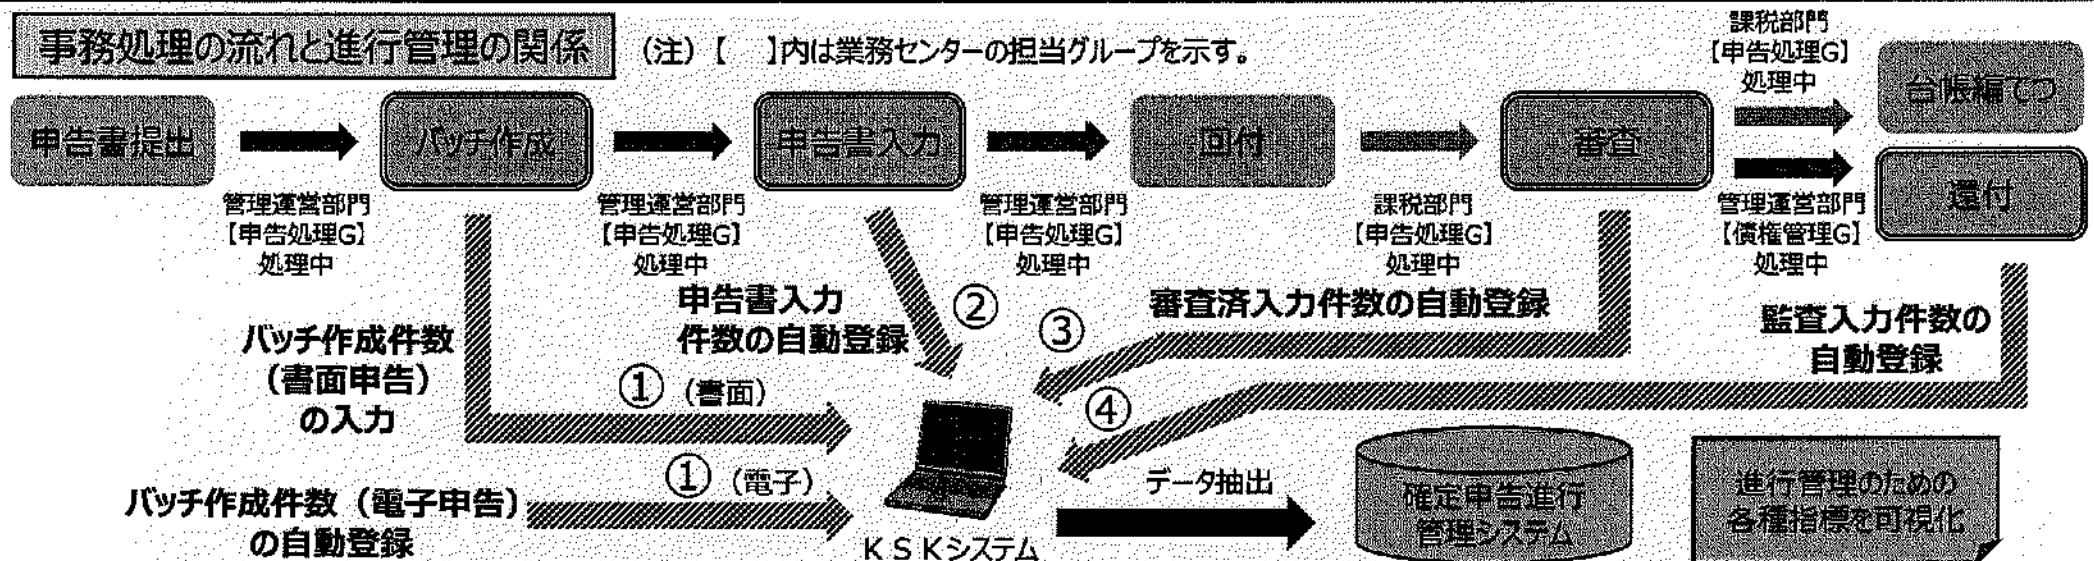 事務処理の流れと進行管理の関係
(注)【　】内は業務センターの担当グループを示す。
申告書提出
管理運営部門
【申告処理G】
処理中
バッチ作成
管理運営部門
【申告処理G】
処理中
申告書入力
管理運営部門
【申告処理G】
処理中
回付
課税部門
【申告処理G】
処理中
審査
課税部門
【申告処理G】
処理中
台帳編てつ
管理運営部門
【債権管理G】
処理中
還付
バッチ作成件数
（書面申告）
の入力
①（書面）
バッチ作成件数（電子申告）
の自動登録
①（電子）
申告書入力
件数の自動登録
②
審査済入力件数の自動登録
③
監査入力件数の
自動登録
④
KSKシステム
データ抽出
確定申告進行
管理システム
進行管理のための
各種指標を可視化